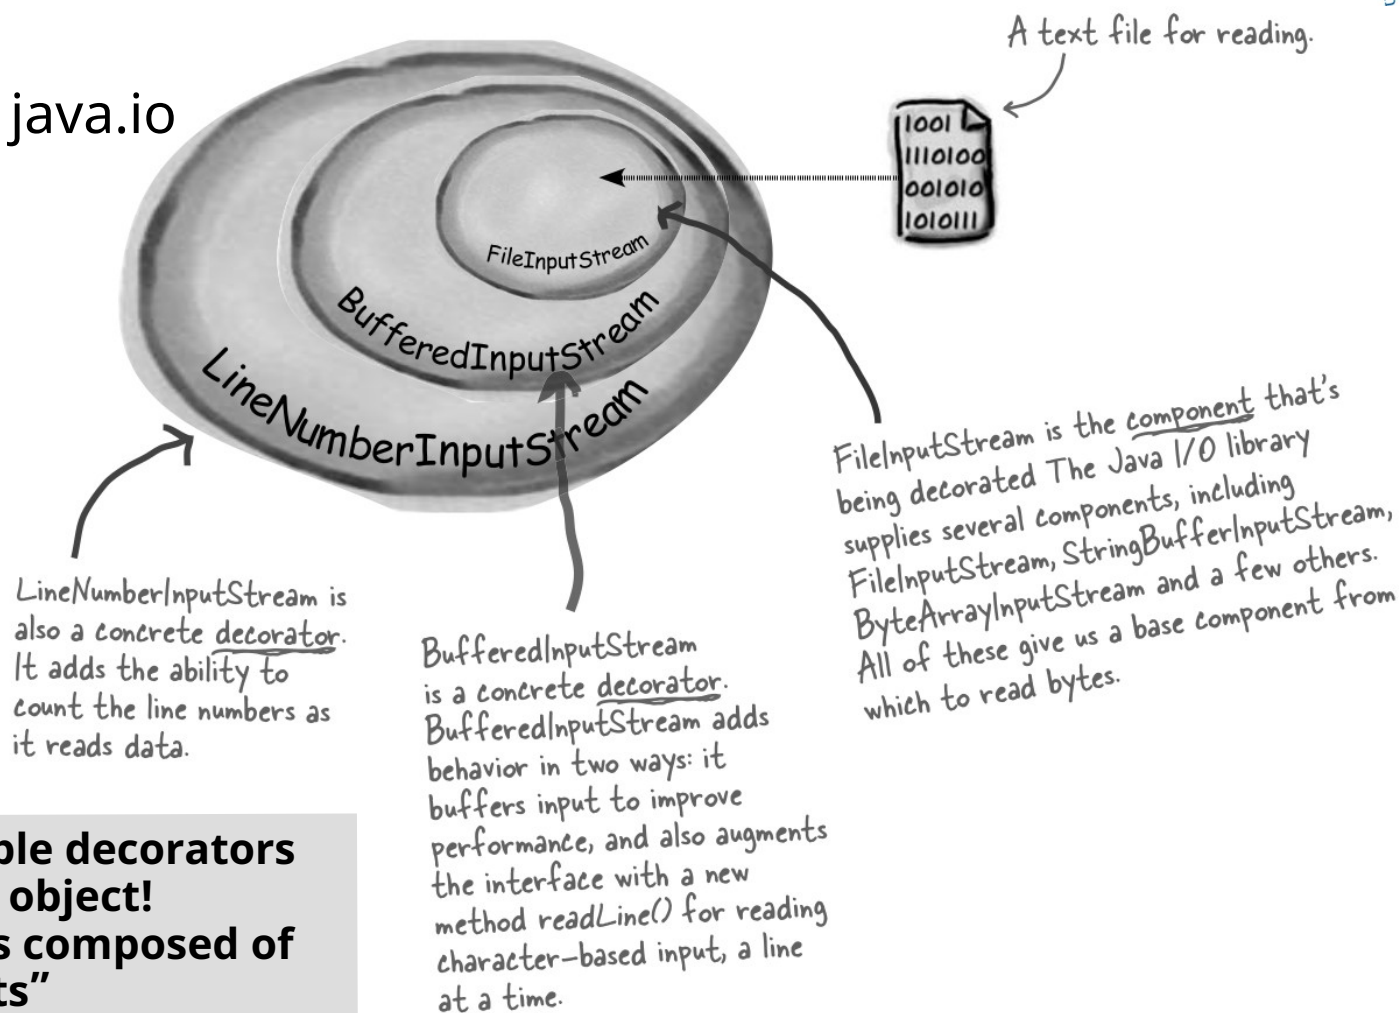 A text file for reading.
java.io
1001
1110100
001010
1010111
FileInputStream
BufferedInputStream
LineNumberInputStream
FileInputStream is the component that's
being decorated The Java I/O library
supplies several components, including
FileInputStream, StringBufferInputStream,
ByteArrayInputStream and a few others.
All of these give us a base component from
which to read bytes.
LineNumberInputStream is
also a concrete decorator.
It adds the ability to
count the line numbers as
it reads data.
BufferedInputStream
is a concrete decorator.
BufferedInputStream adds
behavior in two ways: it
buffers input to improve
performance, and also augments
the interface with a new
method readLine() for reading
character-based input, a line
at a time.
ple decorators
object!
s composed of
ts”